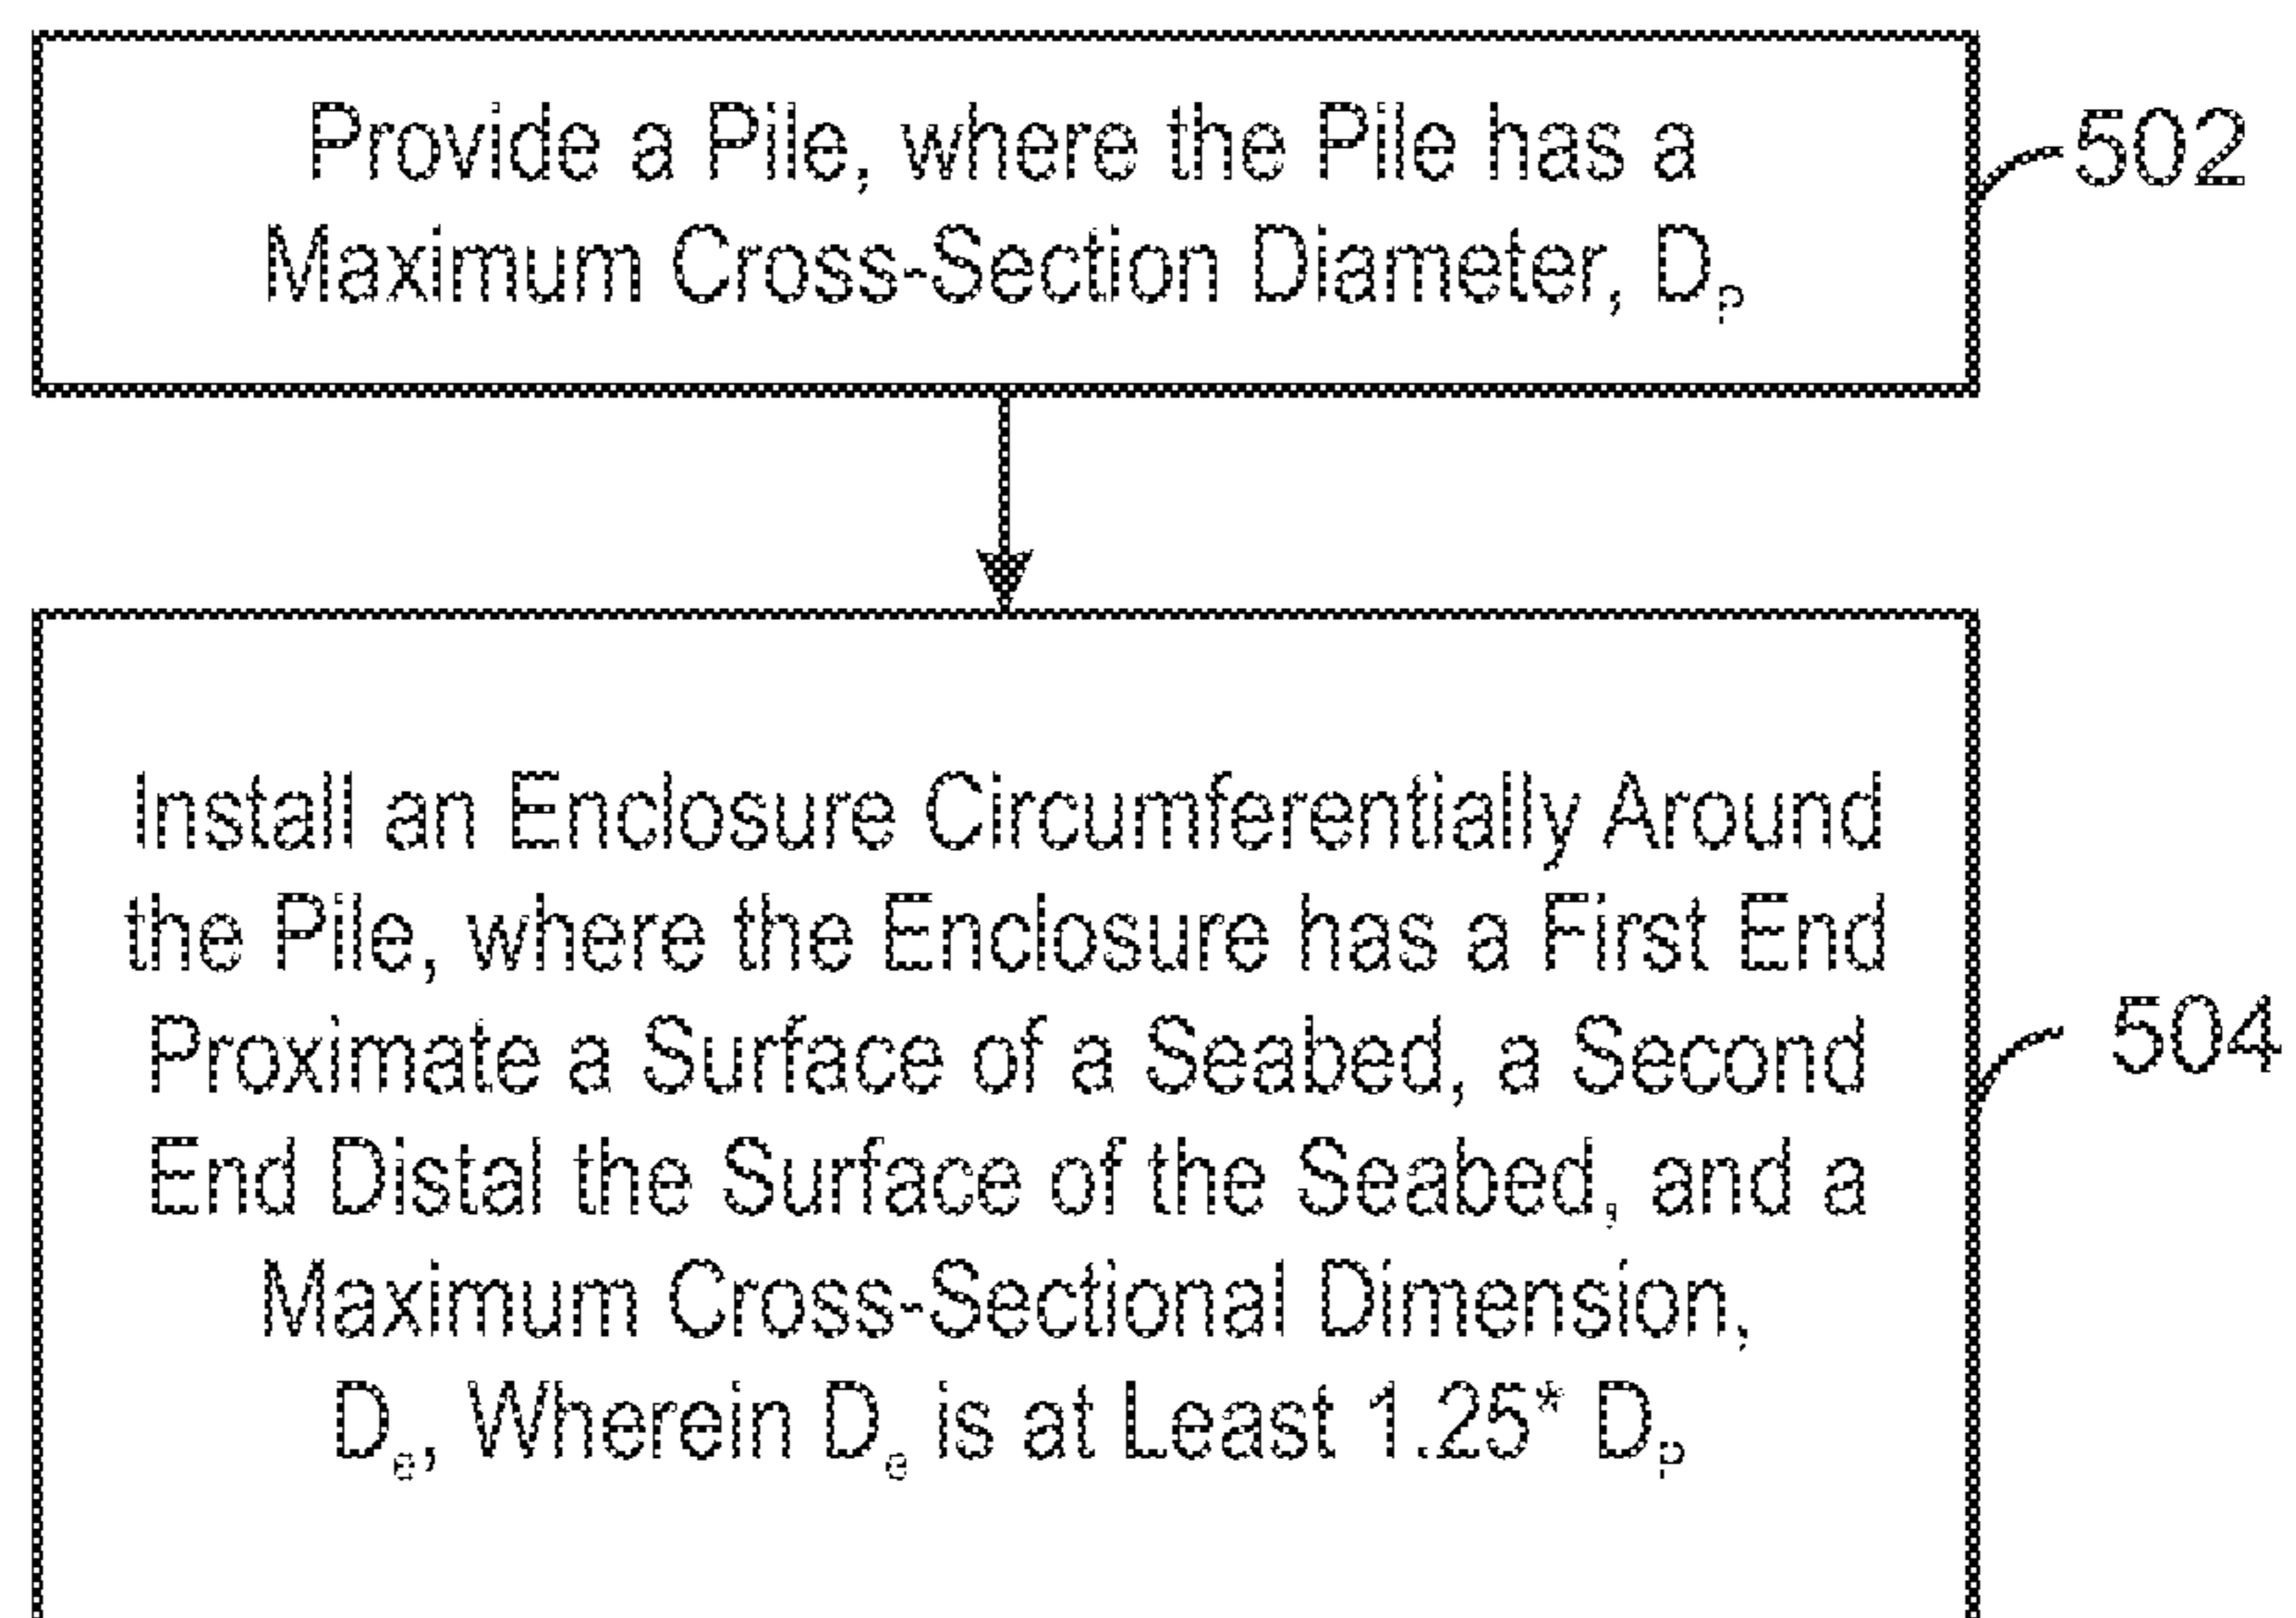 Provide a Pile, where the Pile has a
Maximum Cross-Section Diameter, Dₚ
502
Install an Enclosure Circumferentially Around
the Pile, where the Enclosure has a First End
Proximate a Surface of a Seabed, a Second
End Distal the Surface of the Seabed, and a
Maximum Cross-Sectional Dimension,
Dₑ, Wherein Dₑ is at Least 1.25* Dₚ
504